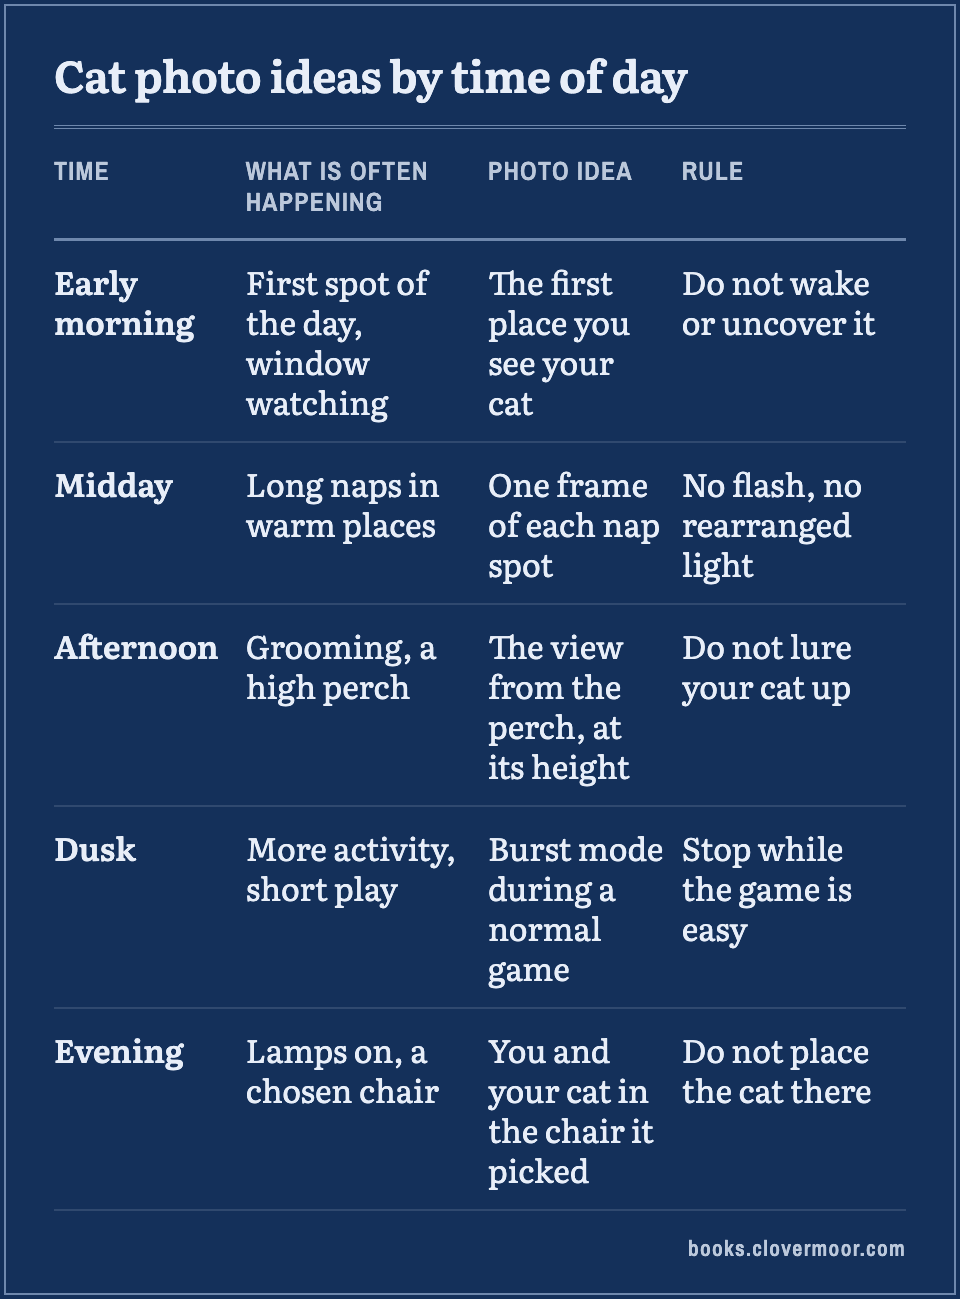 Cat photo ideas by time of day
TIME
WHAT IS OFTEN
HAPPENING
PHOTO IDEA
RULE
Early
morning
First spot of
the day,
window
watching
The first
place you
see your
cat
Do not wake
or uncover it
Midday
Long naps in
warm places
One frame
of each nap
spot
No flash, no
rearranged
light
Afternoon
Grooming, a
high perch
The view
from the
perch, at
its height
Do not lure
your cat up
Dusk
More activity,
short play
Burst mode
during a
normal
game
Stop while
the game is
easy
Evening
Lamps on, a
chosen chair
You and
your cat in
the chair it
picked
Do not place
the cat there
books.clovermoor.com